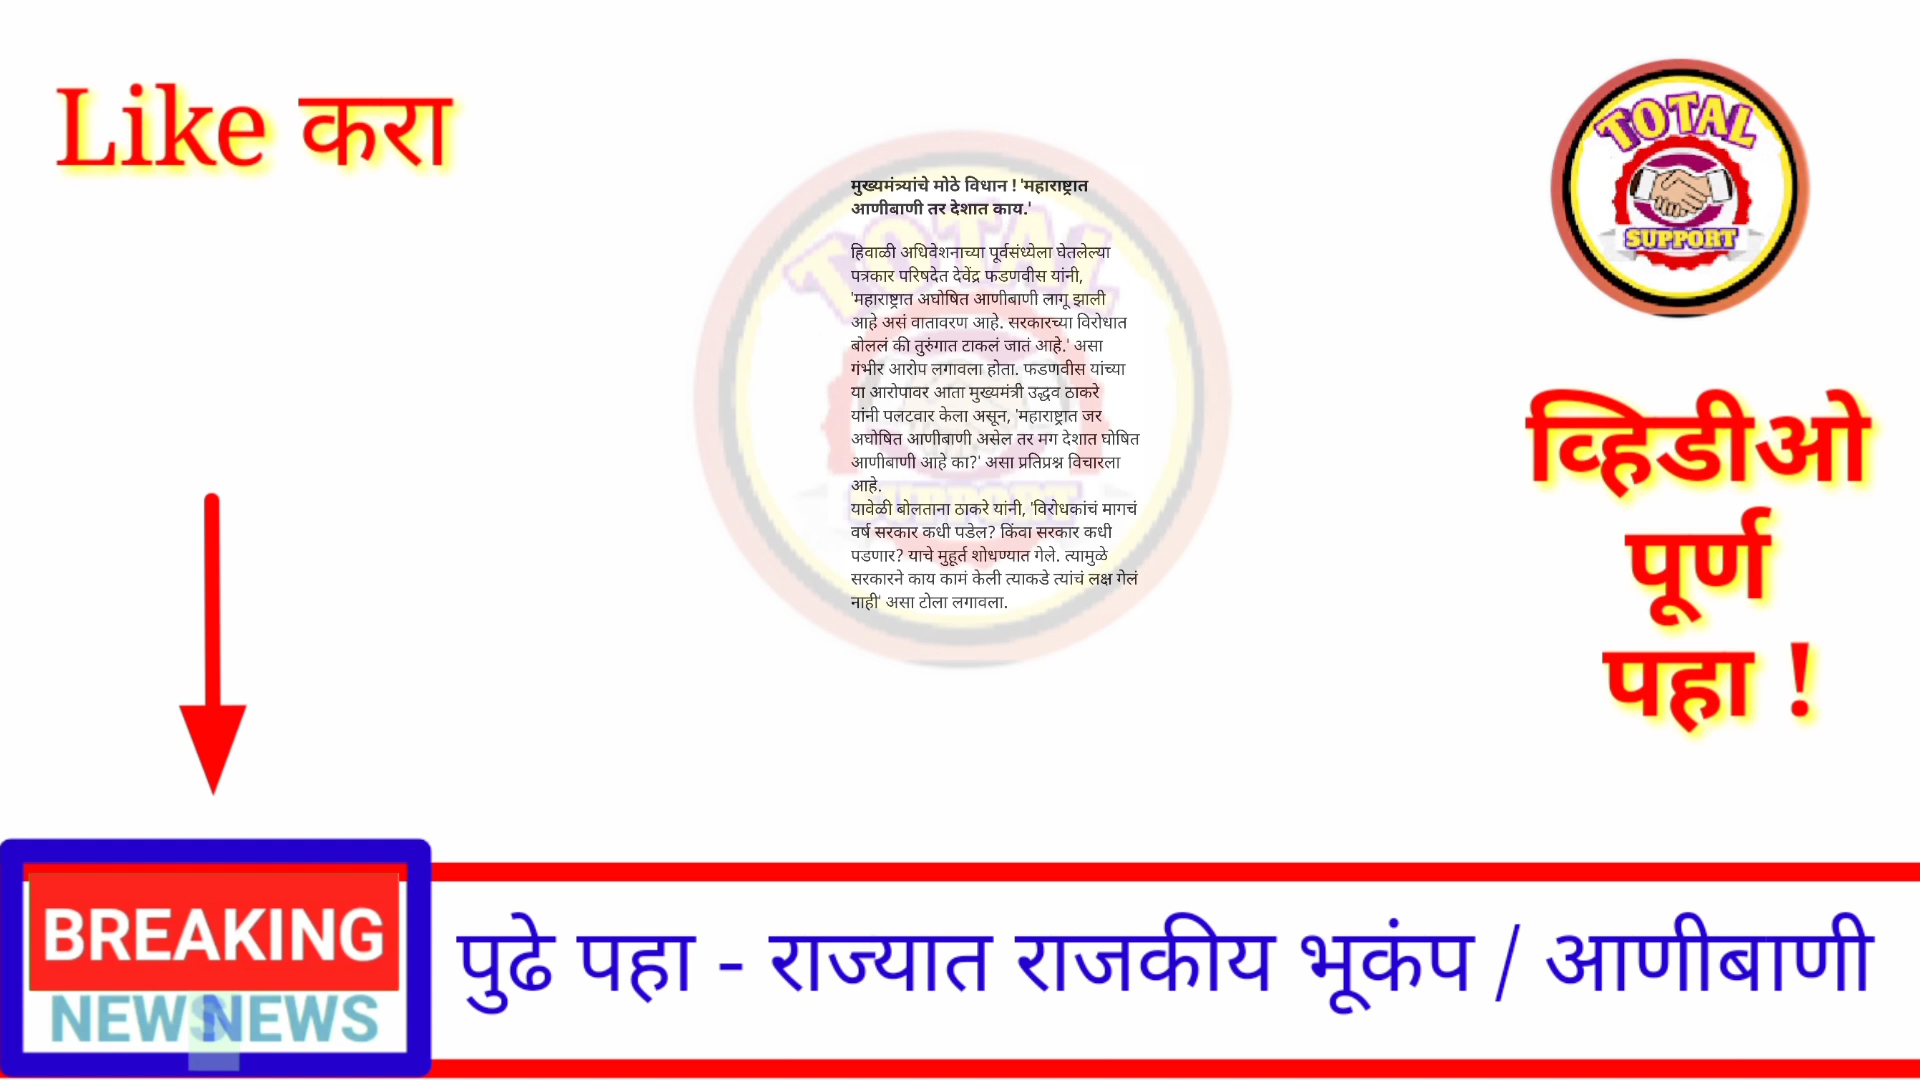 Like करा
TOTAL
SUPPORT
मुख्यमंत्र्यांचे मोठे विधान ! 'महाराष्ट्रात
आणीबाणी तर देशात काय.'
हिवाळी अधिवेशनाच्या पूर्वसंध्येला घेतलेल्या
पत्रकार परिषदेत देवेंद्र फडणवीस यांनी,
'महाराष्ट्रात अघोषित आणीबाणी लागू झाली
आहे असं वातावरण आहे. सरकारच्या विरोधात
बोललं की तुरुंगात टाकलं जातं आहे.' असा
गंभीर आरोप लगावला होता. फडणवीस यांच्या
या आरोपावर आता मुख्यमंत्री उद्धव ठाकरे
यांनी पलटवार केला असून, 'महाराष्ट्रात जर
अघोषित आणीबाणी असेल तर मग देशात घोषित
आणीबाणी आहे का?' असा प्रतिप्रश्न विचारला
आहे.
यावेळी बोलताना ठाकरे यांनी, 'विरोधकांचं मागचं
वर्ष सरकार कधी पडेल? किंवा सरकार कधी
पडणार? याचे मुहूर्त शोधण्यात गेले. त्यामुळे
सरकारने काय कामं केली त्याकडे त्यांचं लक्ष गेलं
नाही' असा टोला लगावला.
TOTAL
SUPPORT
व्हिडीओ
पूर्ण
पहा !
BREAKING
NEWSNEWS
पुढे पहा - राज्यात राजकीय भूकंप / आणीबाणी